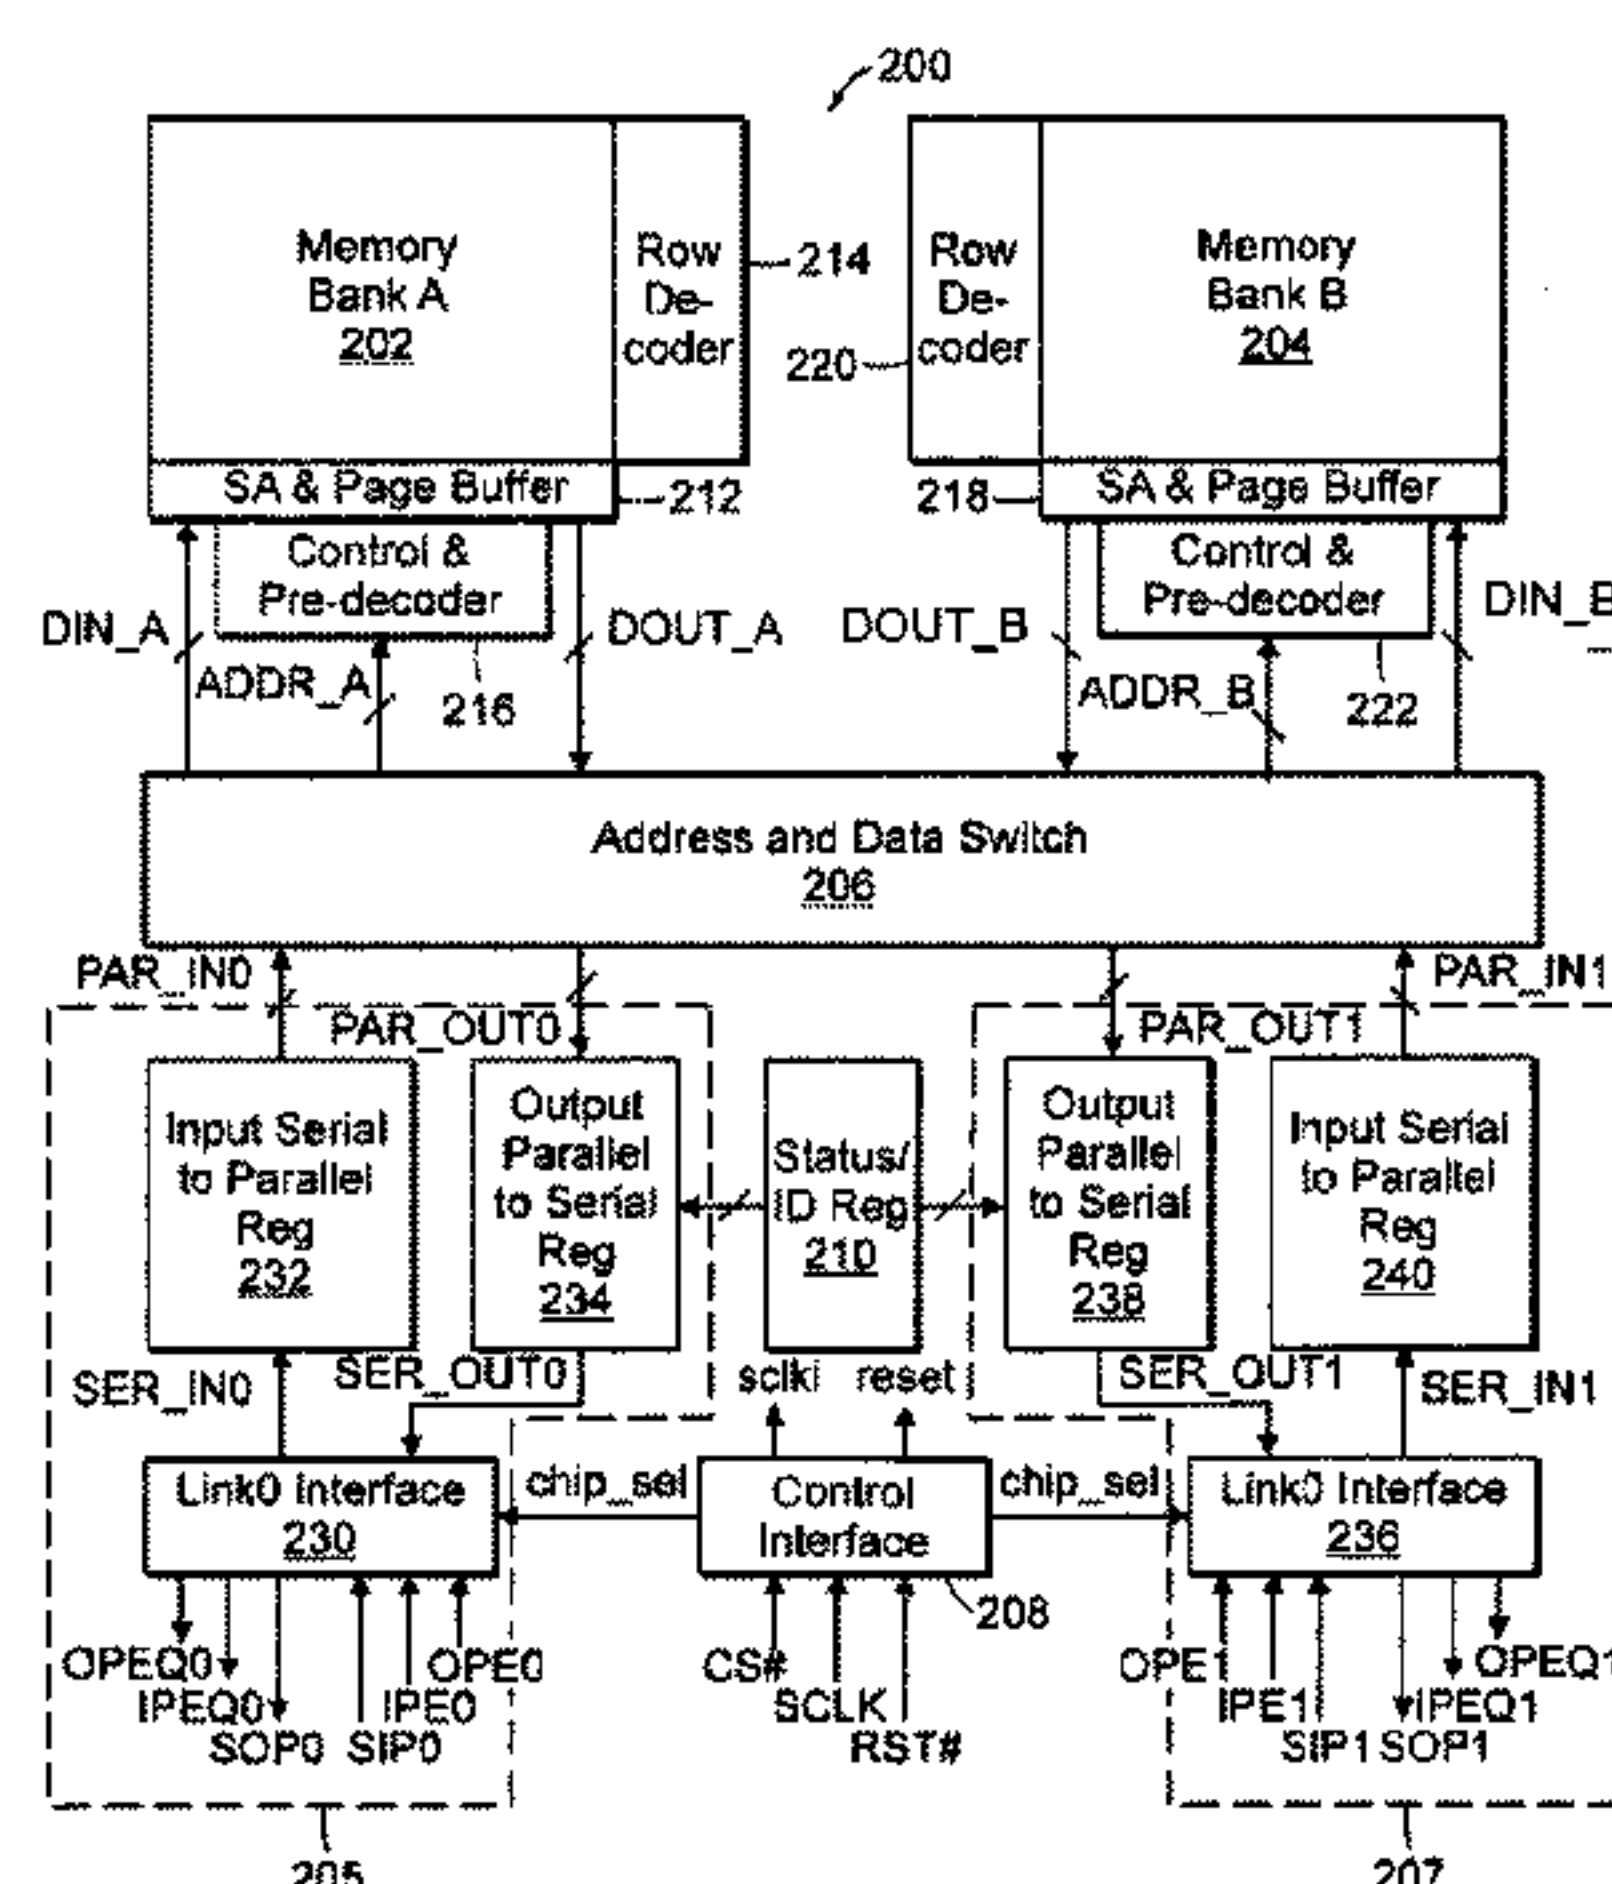 200
Memory
Bank A
202
Row
De-
coder
214
220
Row
De-
coder
Memory
Bank B
204
SA & Page Buffer
212
218
SA & Page Buffer
Control &
Pre-decoder
Control &
Pre-decoder
DIN_A
ADDR_A
216
DOUT_A
DOUT_B
ADDR_B
222
DIN_B
Address and Data Switch
206
PAR_IN0
PAR_OUT0
PAR_OUT1
PAR_IN1
Input Serial
to Parallel
Reg
232
Output
Parallel
to Serial
Reg
234
Status/
ID Reg
210
Output
Parallel
to Serial
Reg
238
Input Serial
to Parallel
Reg
240
SER_IN0
SER_OUT0
sclki
reset
SER_OUT1
SER_IN1
Link0 Interface
230
chip_sel
Control
Interface
chip_sel
Link0 Interface
236
208
OPEQ0
IPEQ0
SOP0
SIP0
IPE0
OPE0
CS#
SCLK
RST#
OPE1
IPE1
SIP1
SOP1
IPEQ1
OPEQ1
205
207